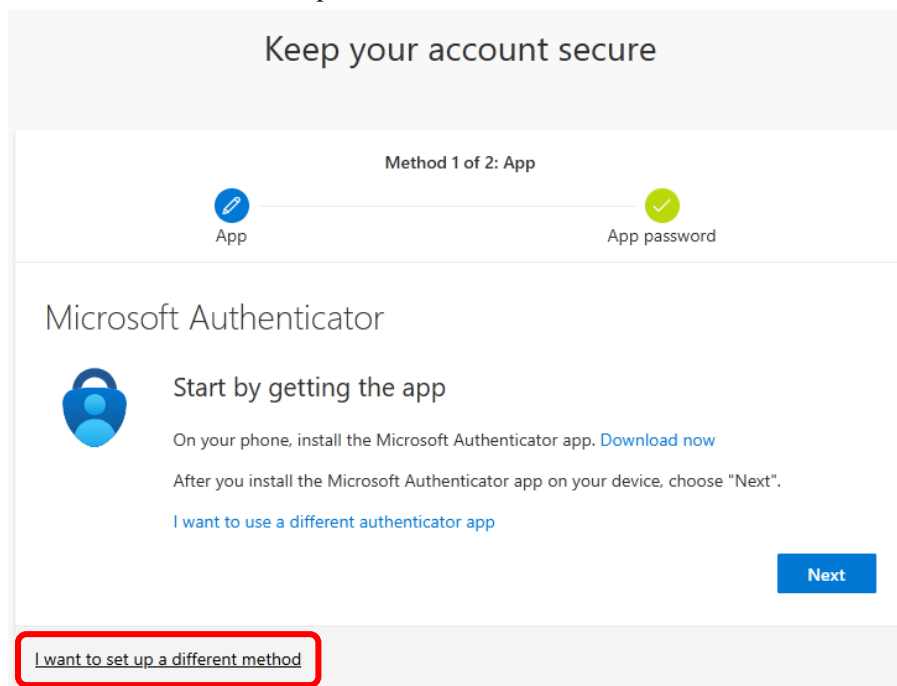 Keep your account secure
Method 1 of 2: App
App
App password
Microsoft Authenticator
Start by getting the app
On your phone, install the Microsoft Authenticator app. Download now
After you install the Microsoft Authenticator app on your device, choose "Next".
I want to use a different authenticator app
Next
I want to set up a different method